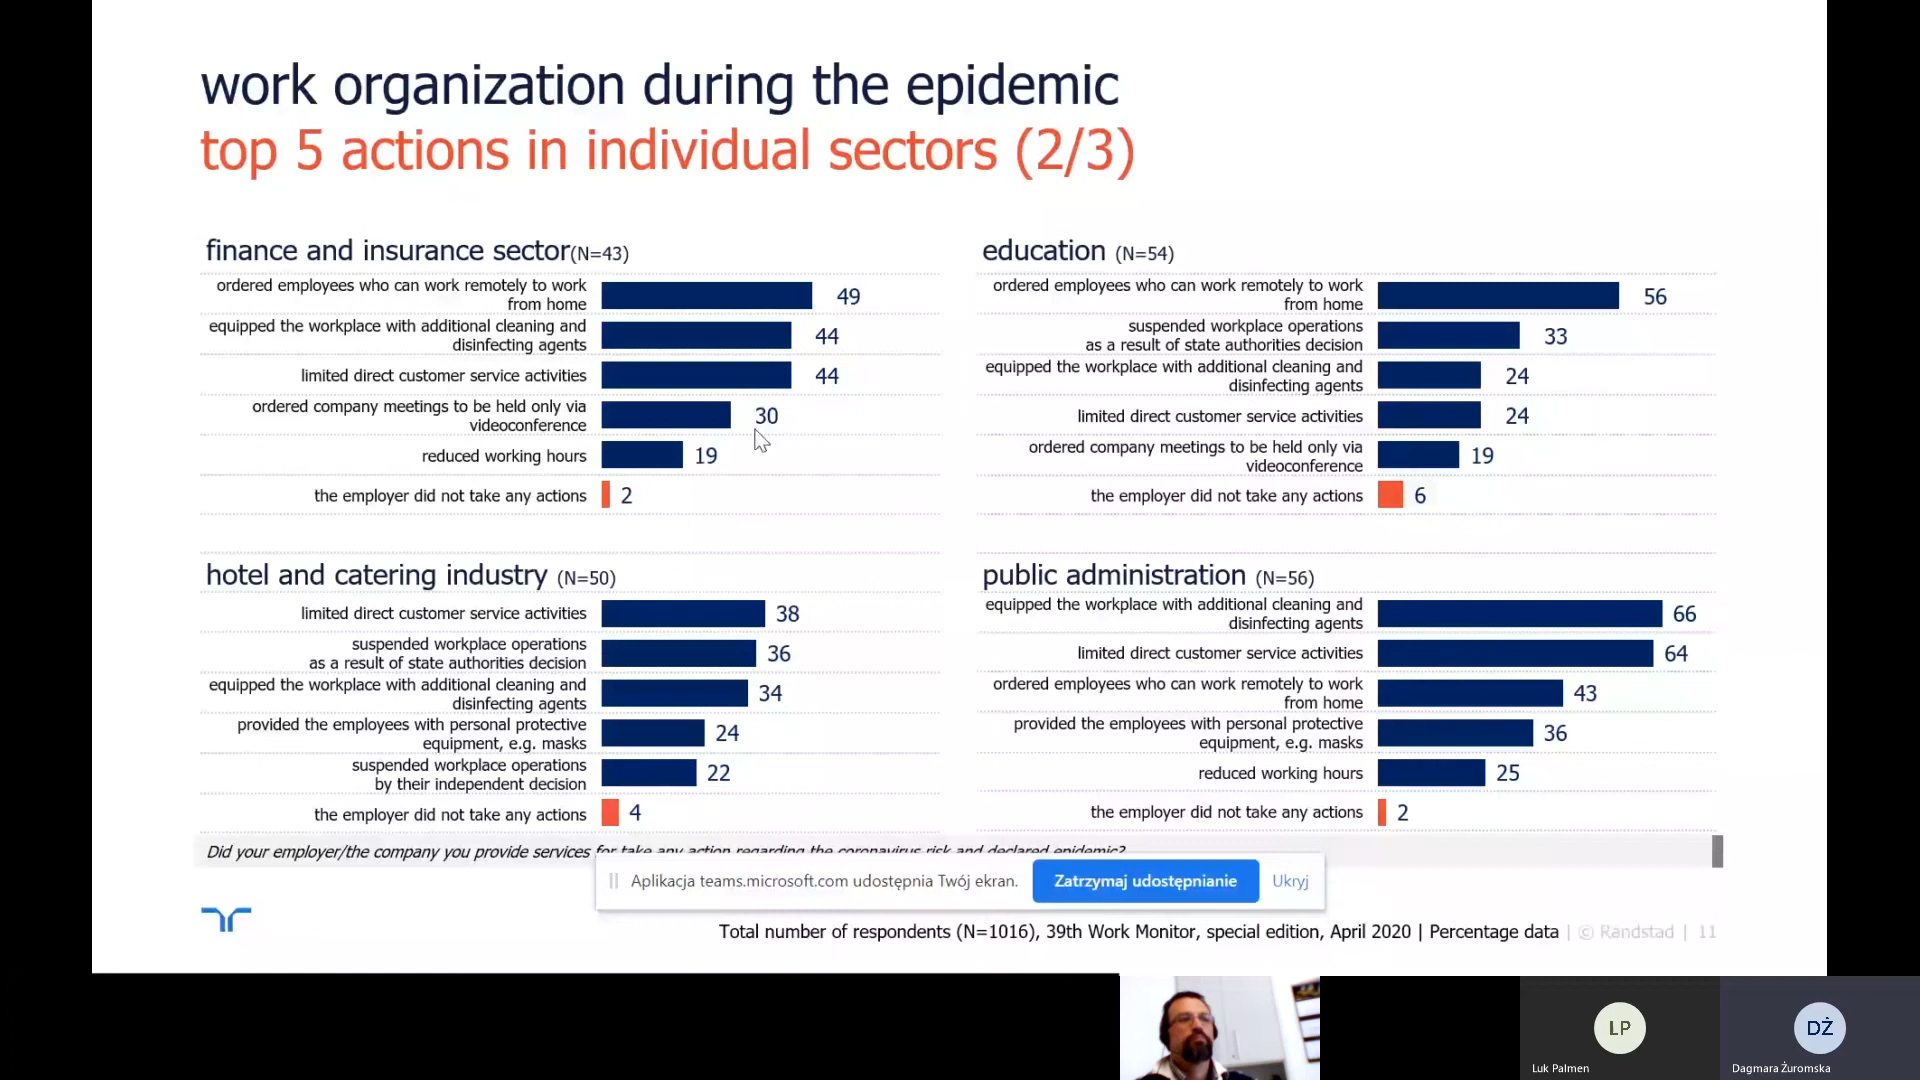 work organization during the epidemic
top 5 actions in individual sectors (2/3)
finance and insurance sector(N=43)
ordered employees who can work remotely to work
from home
49
equipped the workplace with additional cleaning and
disinfecting agents
44
limited direct customer service activities
44
ordered company meetings to be held only via
videoconference
30
reduced working hours
19
the employer did not take any actions
2
education (N=54)
ordered employees who can work remotely to work
from home
56
suspended workplace operations
as a result of state authorities decision
33
equipped the workplace with additional cleaning and
disinfecting agents
24
limited direct customer service activities
24
ordered company meetings to be held only via
videoconference
19
the employer did not take any actions
6
hotel and catering industry (N=50)
limited direct customer service activities
38
suspended workplace operations
as a result of state authorities decision
36
equipped the workplace with additional cleaning and
disinfecting agents
34
provided the employees with personal protective
equipment, e.g. masks
24
suspended workplace operations
by their independent decision
22
the employer did not take any actions
4
public administration (N=56)
equipped the workplace with additional cleaning and
disinfecting agents
66
limited direct customer service activities
64
ordered employees who can work remotely to work
from home
43
provided the employees with personal protective
equipment, e.g. masks
36
reduced working hours
25
the employer did not take any actions
2
Did your employer/the company you provide services for take any action regarding the coronavirus risk and declared epidemic?
Aplikacja teams.microsoft.com udostępnia Twój ekran.
Zatrzymaj udostępnianie
Ukryj
Total number of respondents (N=1016), 39th Work Monitor, special edition, April 2020 | Percentage data | © Randstad | 11
LP
Luk Palmen
DŻ
Dagmara Żuromska